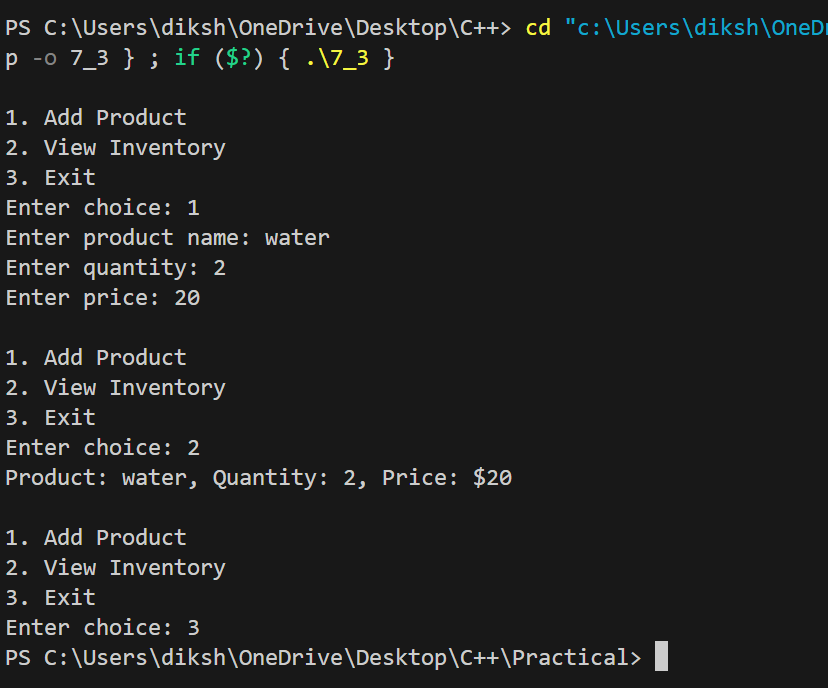 PS C:\Users\diksh\OneDrive\Desktop\C++> cd "c:\Users\diksh\OneD
p -o 7_3 } ; if ($?) { .\7_3 }
1. Add Product
2. View Inventory
3. Exit
Enter choice: 1
Enter product name: water
Enter quantity: 2
Enter price: 20
1. Add Product
2. View Inventory
3. Exit
Enter choice: 2
Product: water, Quantity: 2, Price: $20
1. Add Product
2. View Inventory
3. Exit
Enter choice: 3
PS C:\Users\diksh\OneDrive\Desktop\C++\Practical>